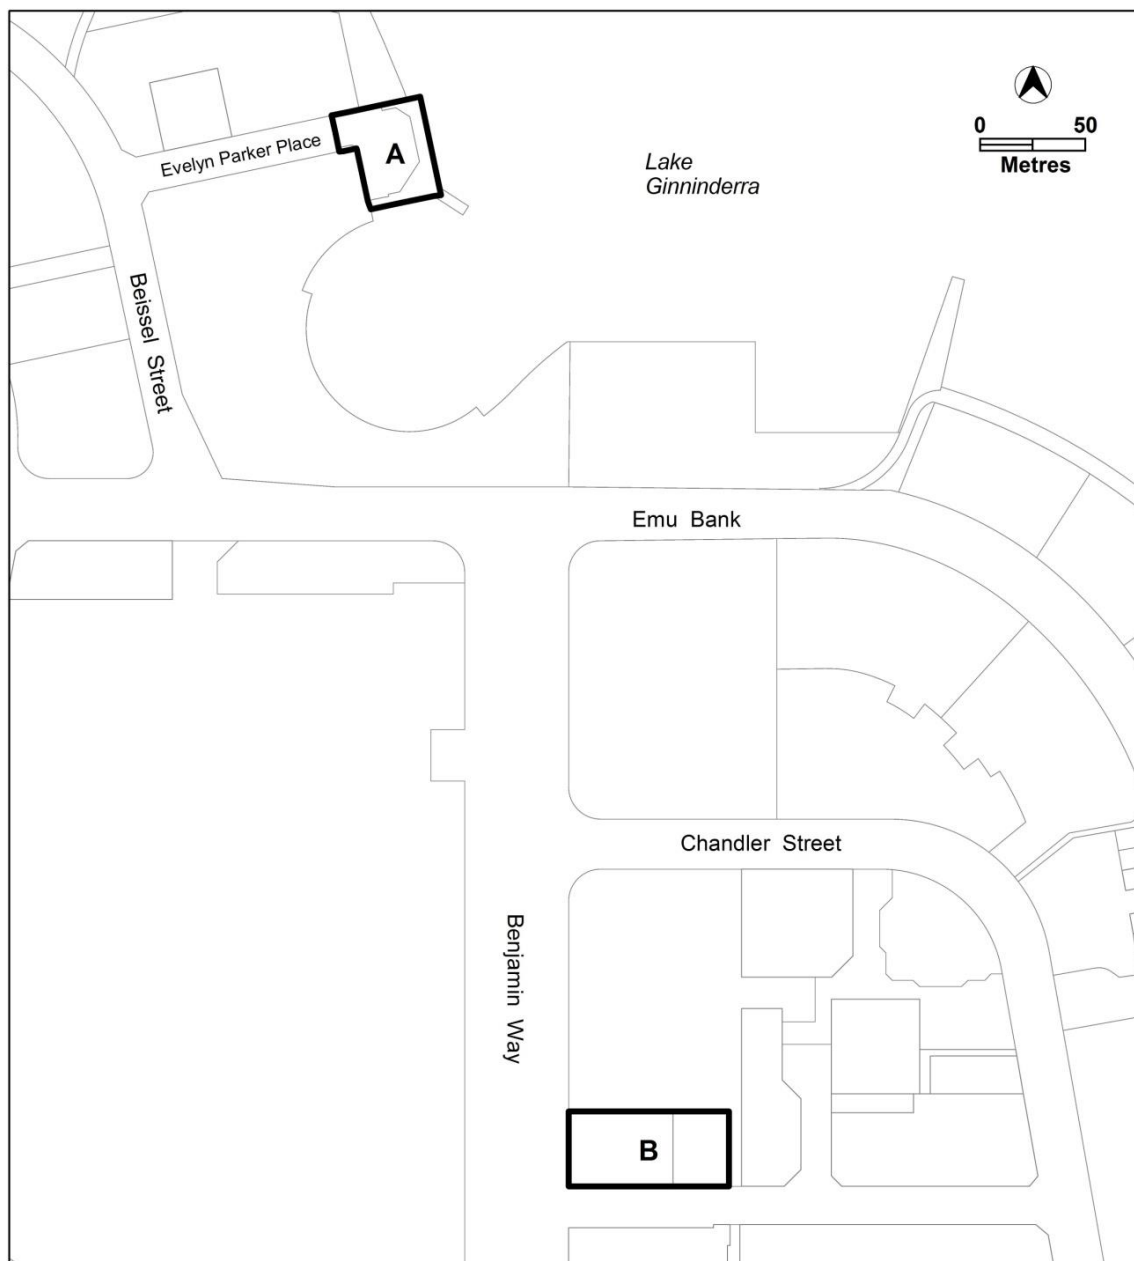 0 50
Metres
Evelyn Parker Place
A
Lake
Ginninderra
Beissel Street
Emu Bank
Chandler Street
Benjamin Way
B